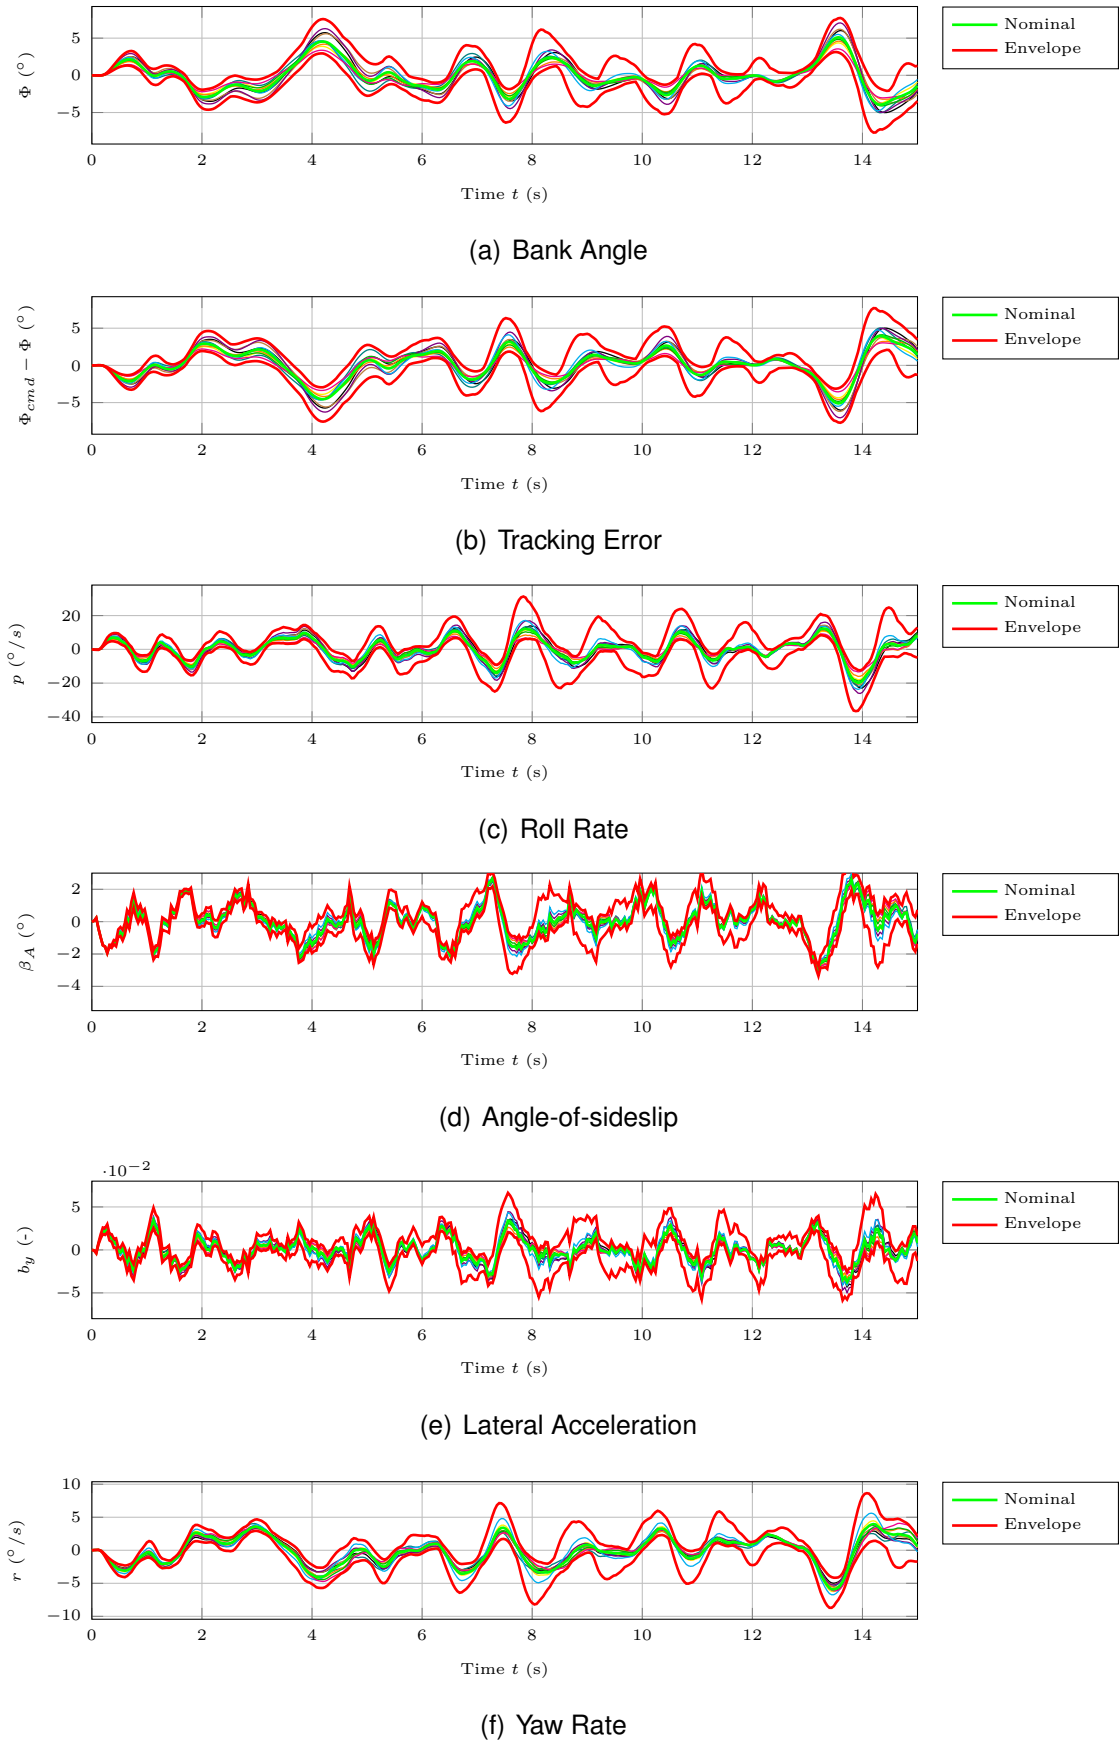 Φ (°)
5
0
−5
0 2 4 6 8 10 12 14
Time t (s)
Nominal
Envelope
(a) Bank Angle
Φcmd − Φ (°)
5
0
−5
0 2 4 6 8 10 12 14
Time t (s)
Nominal
Envelope
(b) Tracking Error
p (°/s)
20
0
−20
−40
0 2 4 6 8 10 12 14
Time t (s)
Nominal
Envelope
(c) Roll Rate
βA (°)
2
0
−2
−4
0 2 4 6 8 10 12 14
Time t (s)
Nominal
Envelope
(d) Angle-of-sideslip
·10−2
by (-)
5
0
−5
0 2 4 6 8 10 12 14
Time t (s)
Nominal
Envelope
(e) Lateral Acceleration
r (°/s)
10
5
0
−5
−10
0 2 4 6 8 10 12 14
Time t (s)
Nominal
Envelope
(f) Yaw Rate